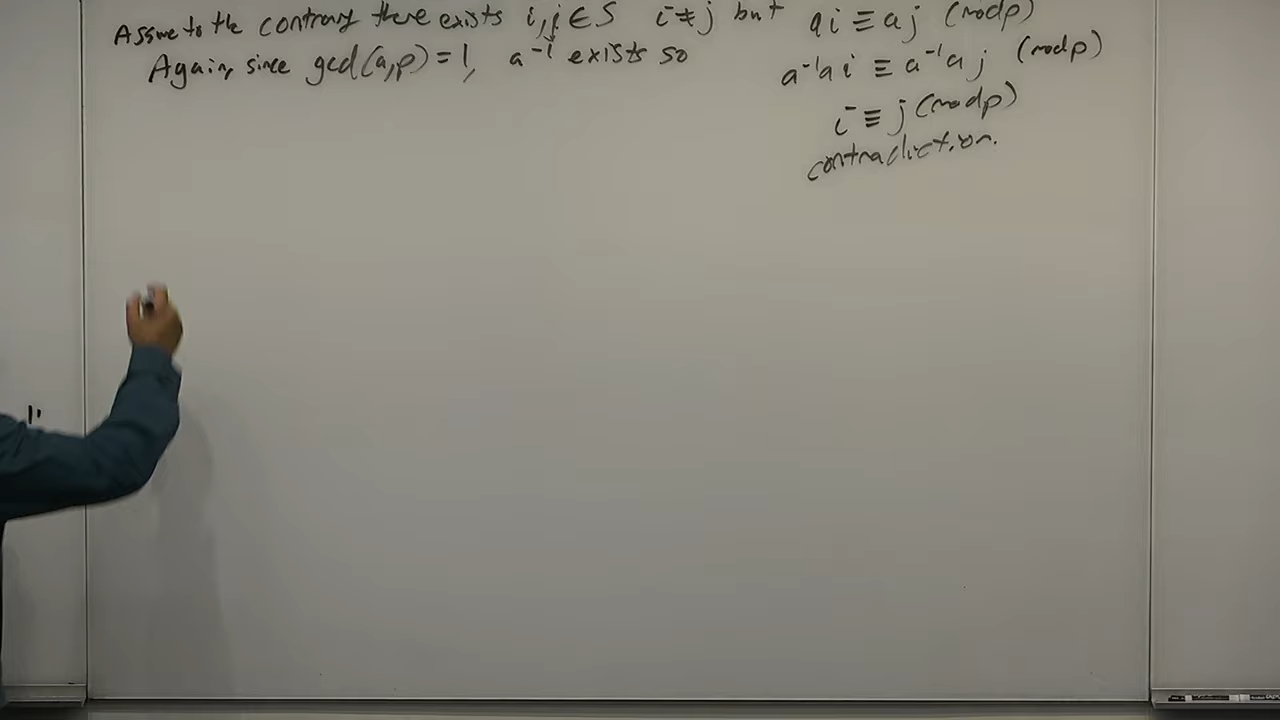 Assume to the contrary there exists i, j ∈ S i ≠ j but ai ≡ aj (mod p)
Again, since gcd(a,p) = 1, a⁻¹ exists so a⁻¹ai ≡ a⁻¹aj (mod p)
i ≡ j (mod p)
contradiction.